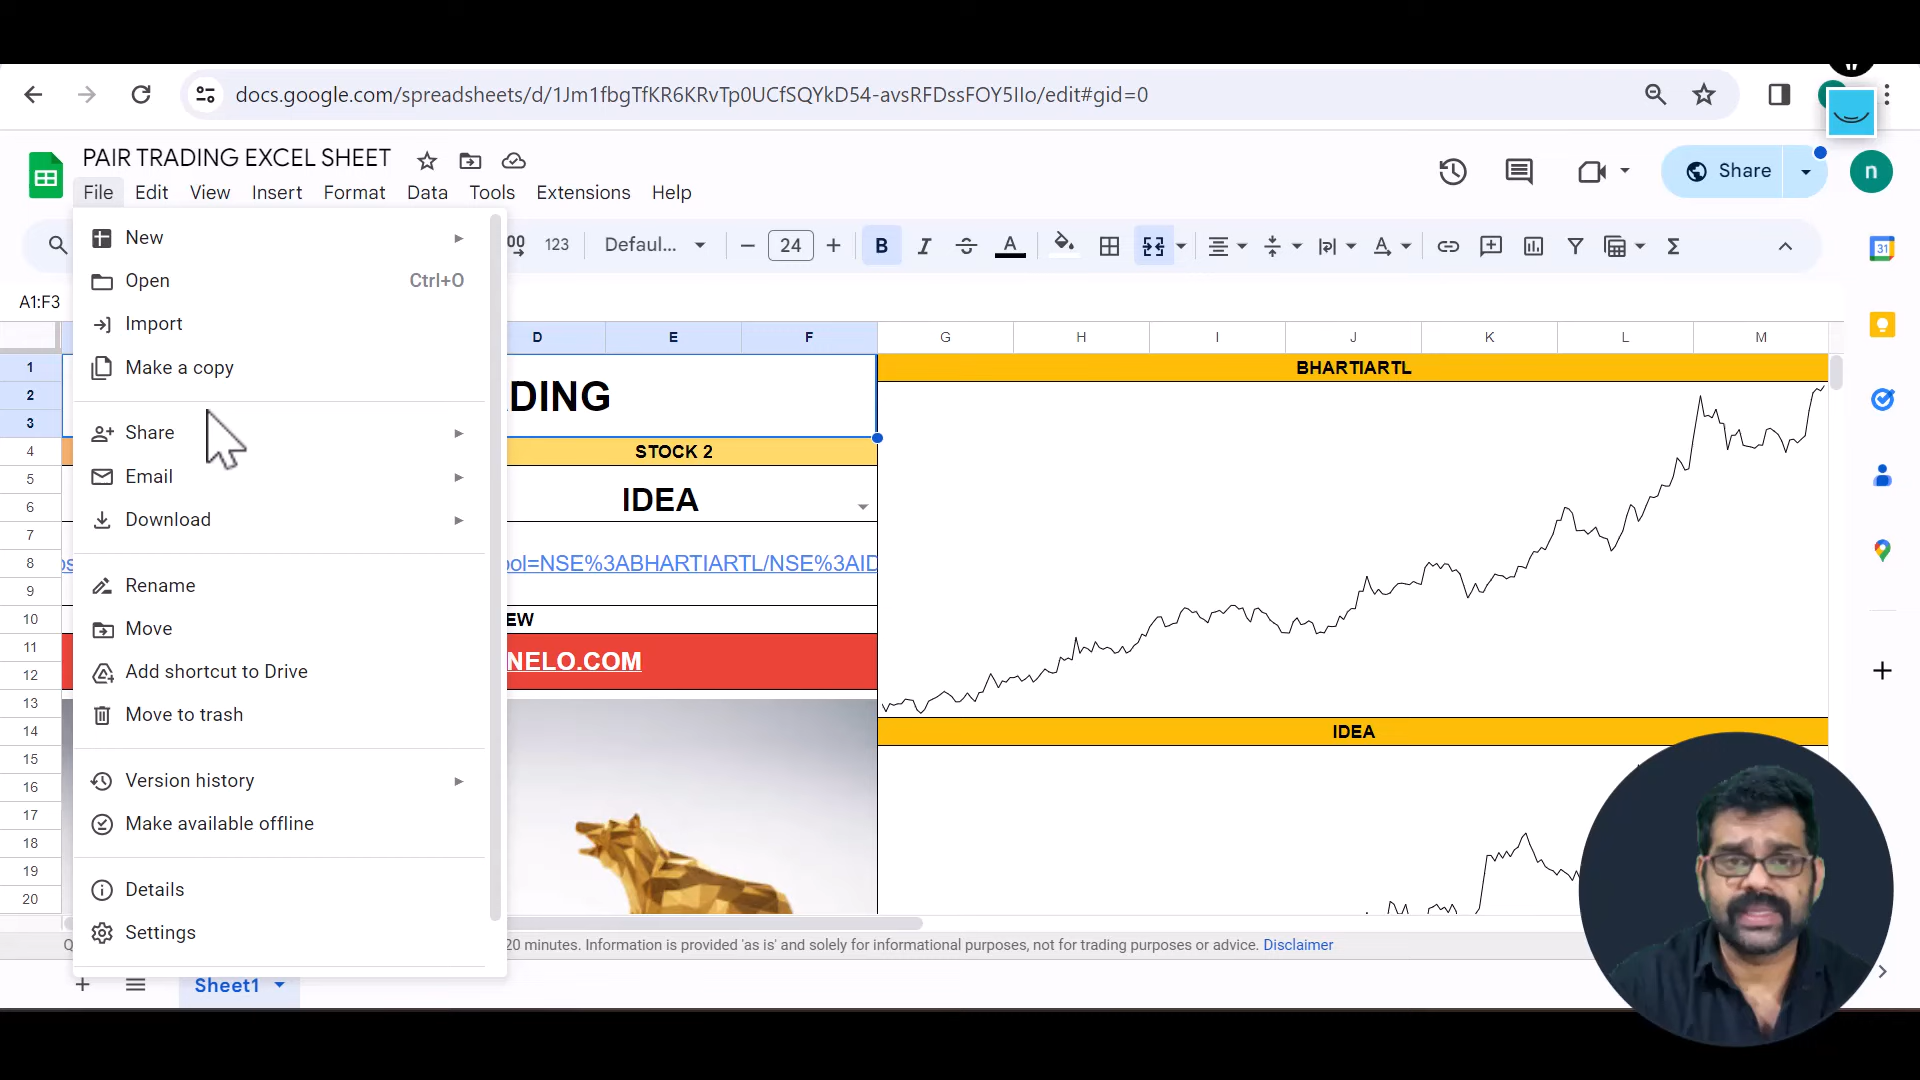 docs.google.com/spreadsheets/d/1Jm1fbgTfKR6KRvTp0UCfSQYkD54-avsRFDssFOY5IIo/edit#gid=0
PAIR TRADING EXCEL SHEET
File Edit View Insert Format Data Tools Extensions Help
Share
n
123 Defaul... 24 B
A1:F3
New
Open Ctrl+O
Import
Make a copy
Share
Email
Download
Rename
Move
Add shortcut to Drive
Move to trash
Version history
Make available offline
Details
Settings
D E F G H I J K L M
1
2
3
4
5
6
7
8
9
10
11
12
13
14
15
16
17
18
19
20
DING
STOCK 2
IDEA
ool=NSE%3ABHARTIARTL/NSE%3AID
EW
NELO.COM
BHARTIARTL
IDEA
20 minutes. Information is provided 'as is' and solely for informational purposes, not for trading purposes or advice. Disclaimer
Sheet1
31